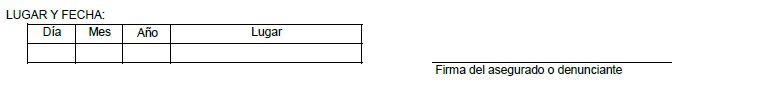 LUGAR Y FECHA:
Día Mes Año Lugar
Firma del asegurado o denunciante